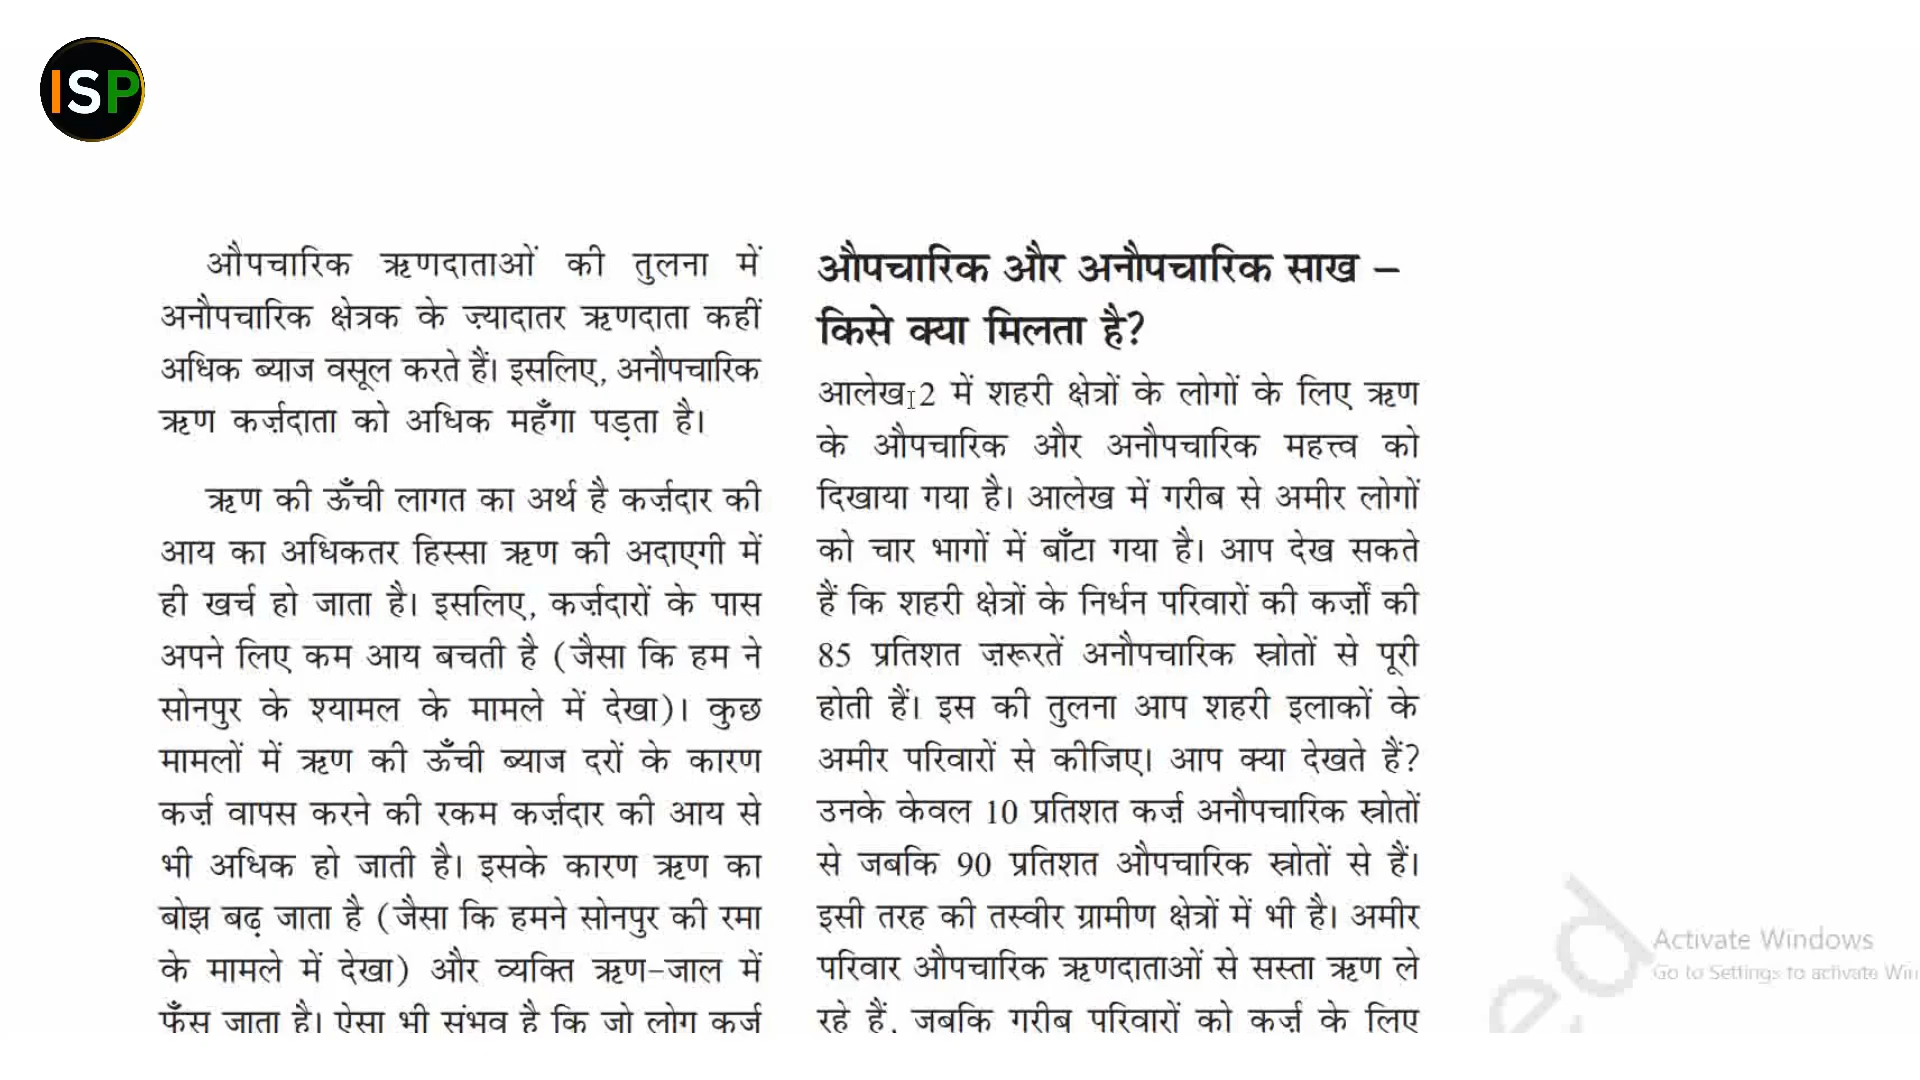 ISP
औपचारिक ऋणदाताओं की तुलना में
अनौपचारिक क्षेत्रक के ज़्यादातर ऋणदाता कहीं
अधिक ब्याज वसूल करते हैं। इसलिए, अनौपचारिक
ऋण कर्ज़दाता को अधिक महँगा पड़ता है।
ऋण की ऊँची लागत का अर्थ है कर्ज़दार की
आय का अधिकतर हिस्सा ऋण की अदाएगी में
ही खर्च हो जाता है। इसलिए, कर्ज़दारों के पास
अपने लिए कम आय बचती है (जैसा कि हम ने
सोनपुर के श्यामल के मामले में देखा)। कुछ
मामलों में ऋण की ऊँची ब्याज दरों के कारण
कर्ज़ वापस करने की रकम कर्ज़दार की आय से
भी अधिक हो जाती है। इसके कारण ऋण का
बोझ बढ़ जाता है (जैसा कि हमने सोनपुर की रमा
के मामले में देखा) और व्यक्ति ऋण-जाल में
फँस जाता है। ऐसा भी संभव है कि जो लोग कर्ज़
औपचारिक और अनौपचारिक साख –
किसे क्या मिलता है?
आलेख 2 में शहरी क्षेत्रों के लोगों के लिए ऋण
के औपचारिक और अनौपचारिक महत्त्व को
दिखाया गया है। आलेख में गरीब से अमीर लोगों
को चार भागों में बाँटा गया है। आप देख सकते
हैं कि शहरी क्षेत्रों के निर्धन परिवारों की कर्ज़ों की
85 प्रतिशत ज़रूरतें अनौपचारिक स्रोतों से पूरी
होती हैं। इस की तुलना आप शहरी इलाकों के
अमीर परिवारों से कीजिए। आप क्या देखते हैं?
उनके केवल 10 प्रतिशत कर्ज़ अनौपचारिक स्रोतों
से जबकि 90 प्रतिशत औपचारिक स्रोतों से हैं।
इसी तरह की तस्वीर ग्रामीण क्षेत्रों में भी है। अमीर
परिवार औपचारिक ऋणदाताओं से सस्ता ऋण ले
रहे हैं, जबकि गरीब परिवारों को कर्ज़ के लिए
ed
Activate Windows
Go to Settings to activate Win